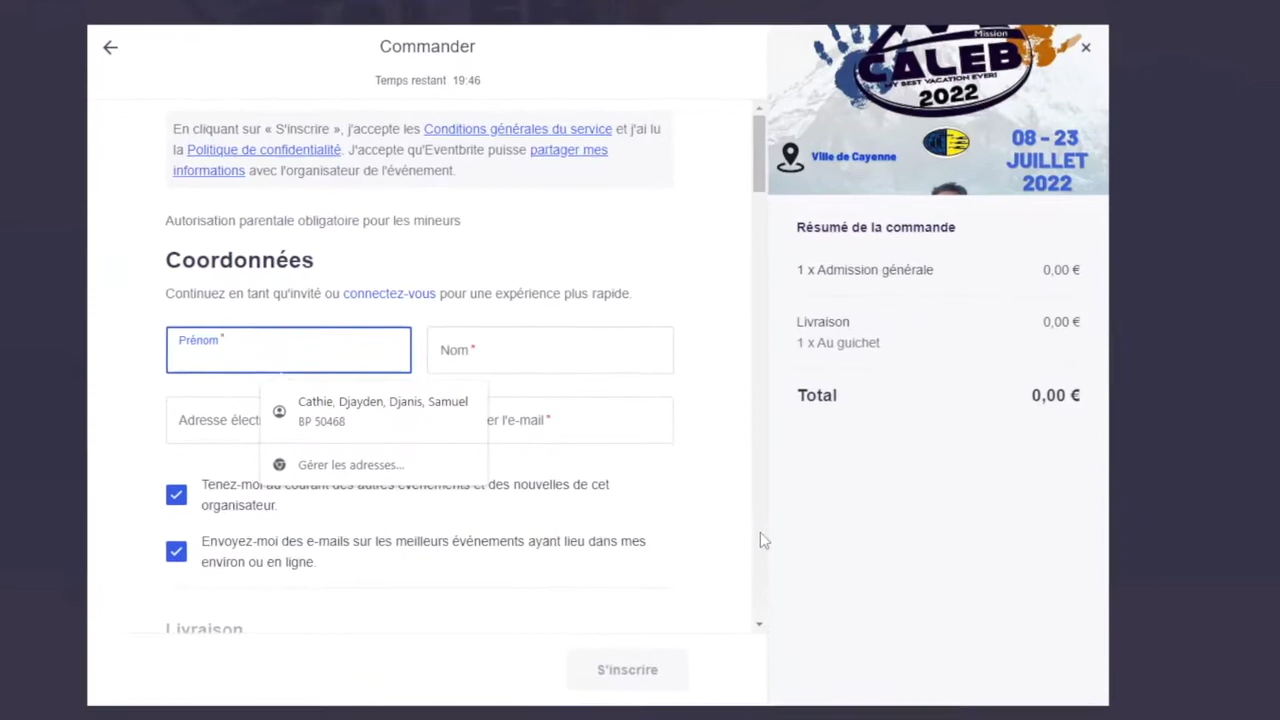 Commander
Temps restant 19:46
En cliquant sur « S'inscrire », j'accepte les Conditions générales du service et j'ai lu
la Politique de confidentialité. J'accepte qu'Eventbrite puisse partager mes
informations avec l'organisateur de l'événement.
Autorisation parentale obligatoire pour les mineurs
Coordonnées
Continuez en tant qu'invité ou connectez-vous pour une expérience plus rapide.
Prénom *
Nom *
Cathie, Djayden, Djanis, Samuel
BP 50468
Adresse élect
er l'e-mail *
Gérer les adresses...
Tenez-moi au courant des autres événements et des nouvelles de cet
organisateur.
Envoyez-moi des e-mails sur les meilleurs événements ayant lieu dans mes
environ ou en ligne.
Livraison
S'inscrire
Mission
CALEB
MY BEST VACATION EVER!
2022
Ville de Cayenne
08 - 23
JUILLET
2022
Résumé de la commande
1 x Admission générale 0,00 €
Livraison 0,00 €
1 x Au guichet
Total 0,00 €